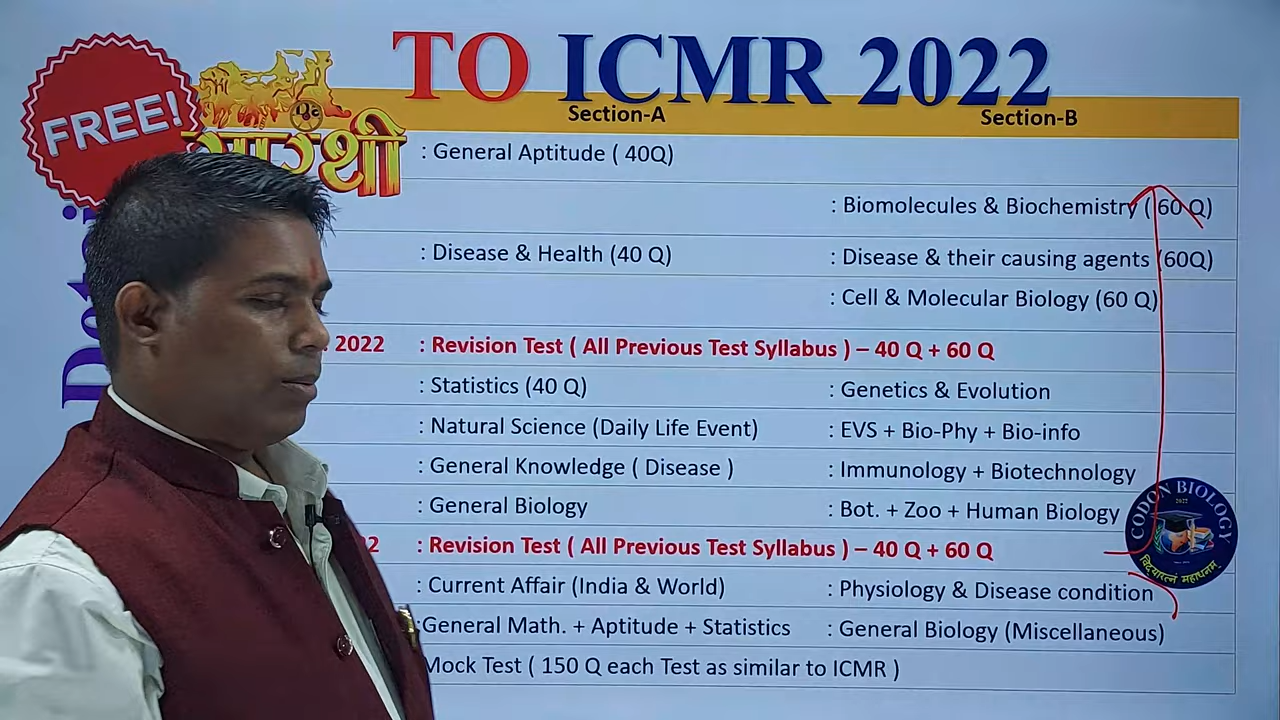 TO ICMR 2022
FREE!
सारथी
Section-A Section-B
: General Aptitude ( 40Q)
: Biomolecules & Biochemistry ( 60 Q)
: Disease & Health (40 Q) : Disease & their causing agents (60Q)
: Cell & Molecular Biology (60 Q)
2022 : Revision Test ( All Previous Test Syllabus ) – 40 Q + 60 Q
: Statistics (40 Q) : Genetics & Evolution
: Natural Science (Daily Life Event) : EVS + Bio-Phy + Bio-info
: General Knowledge ( Disease ) : Immunology + Biotechnology
: General Biology : Bot. + Zoo + Human Biology
2 : Revision Test ( All Previous Test Syllabus ) – 40 Q + 60 Q
: Current Affair (India & World) : Physiology & Disease condition
:General Math. + Aptitude + Statistics : General Biology (Miscellaneous)
Mock Test ( 150 Q each Test as similar to ICMR )
CODON BIOLOGY
2022